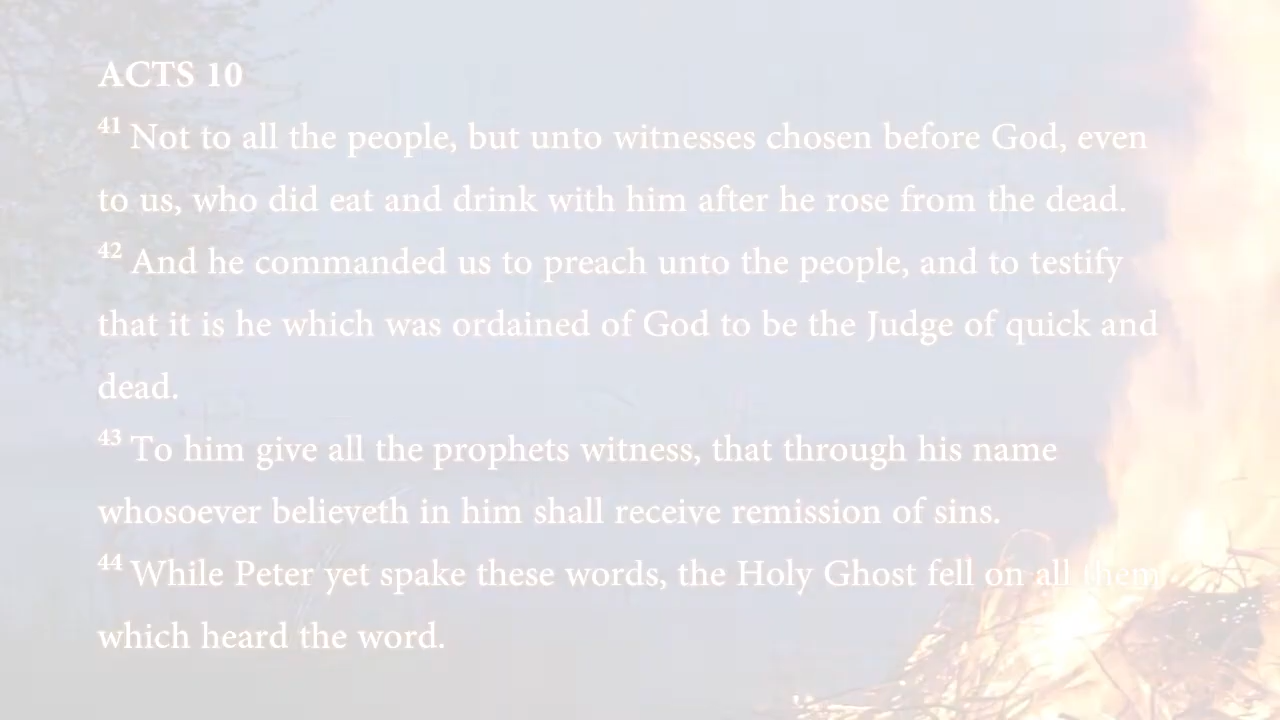 ACTS 10
41 Not to all the people, but unto witnesses chosen before God, even
to us, who did eat and drink with him after he rose from the dead.
42 And he commanded us to preach unto the people, and to testify
that it is he which was ordained of God to be the Judge of quick and
dead.
43 To him give all the prophets witness, that through his name
whosoever believeth in him shall receive remission of sins.
44 While Peter yet spake these words, the Holy Ghost fell on all them
which heard the word.